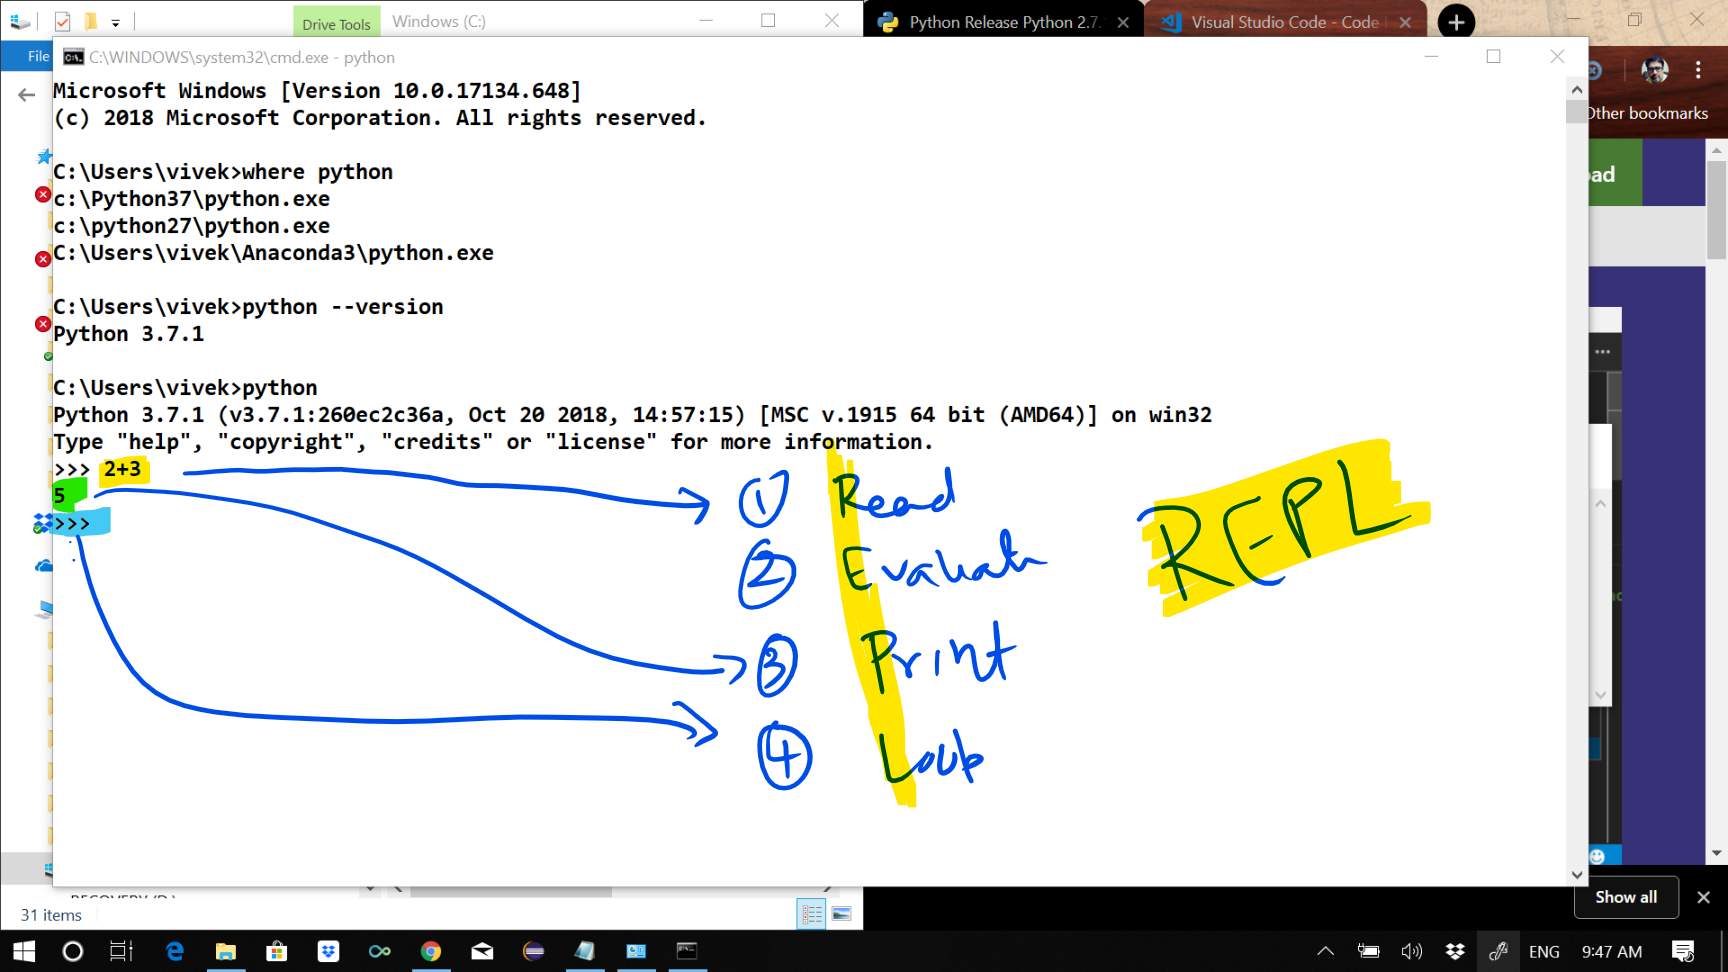 Drive Tools
Windows (C:)
Python Release Python 2.7.
Visual Studio Code - Code
File
C:\WINDOWS\system32\cmd.exe - python
Other bookmarks
Microsoft Windows [Version 10.0.17134.648]
(c) 2018 Microsoft Corporation. All rights reserved.
C:\Users\vivek>where python
c:\Python37\python.exe
c:\python27\python.exe
C:\Users\vivek\Anaconda3\python.exe
C:\Users\vivek>python --version
Python 3.7.1
C:\Users\vivek>python
Python 3.7.1 (v3.7.1:260ec2c36a, Oct 20 2018, 14:57:15) [MSC v.1915 64 bit (AMD64)] on win32
Type "help", "copyright", "credits" or "license" for more information.
>>> 2+3
5
>>>
1 Read
2 Evaluate
3 Print
4 Loop
REPL
31 items
Show all
ENG
9:47 AM